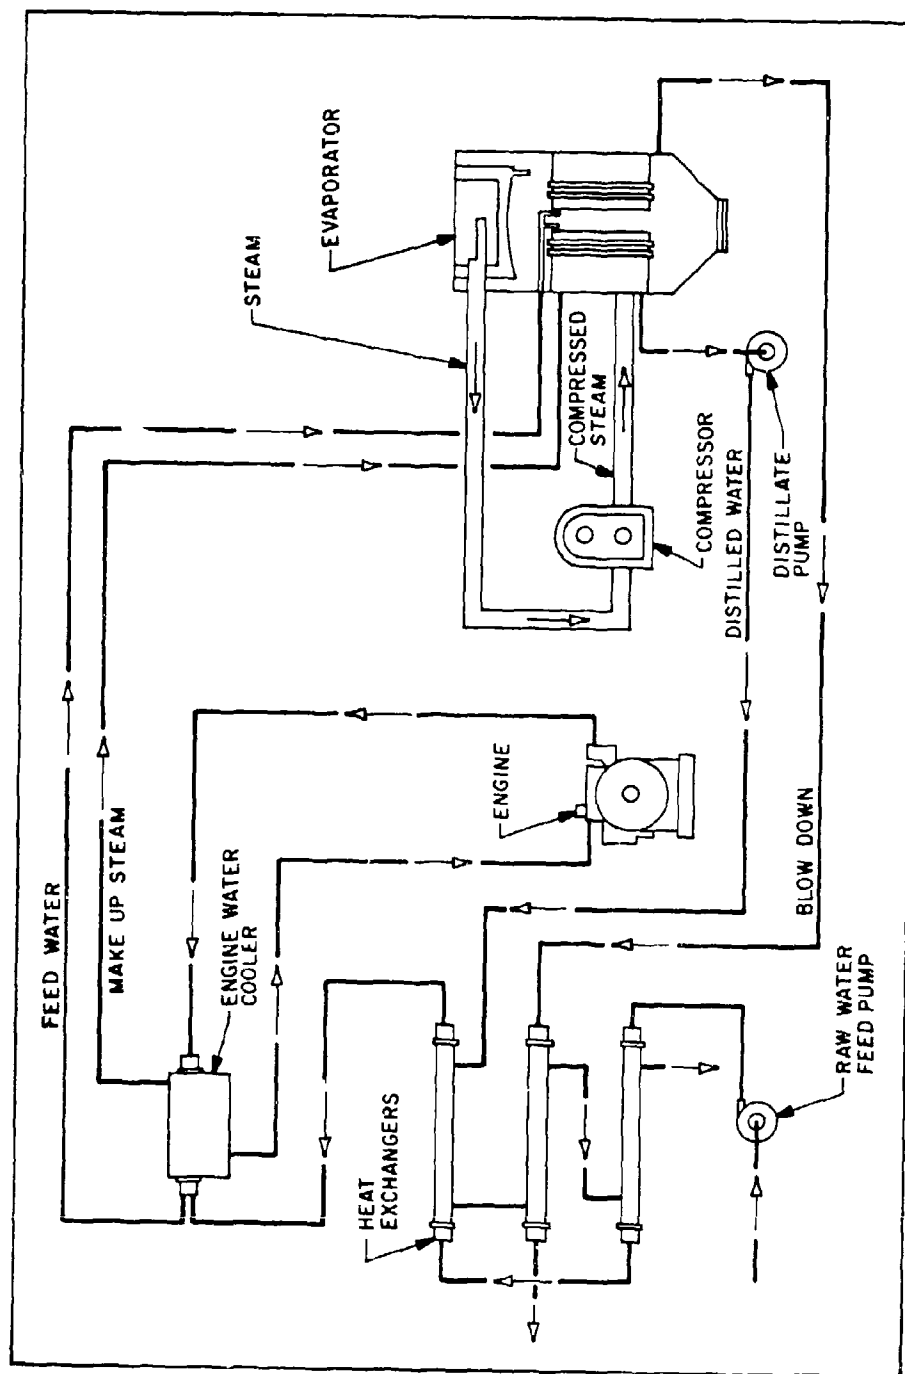 FEED WATER
MAKE UP STEAM
ENGINE WATER
COOLER
HEAT
EXCHANGERS
RAW WATER
FEED PUMP
ENGINE
BLOW DOWN
STEAM
EVAPORATOR
COMPRESSED
STEAM
COMPRESSOR
DISTILLED WATER
DISTILLATE
PUMP